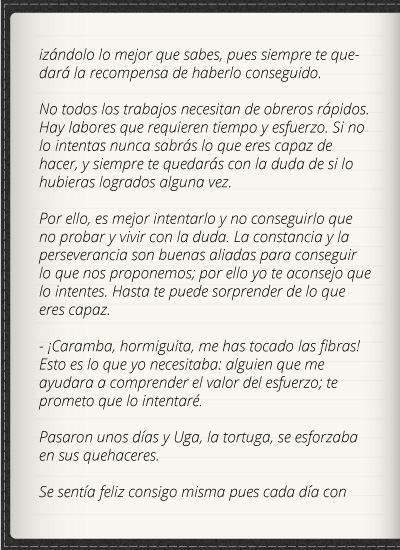 izándolo lo mejor que sabes, pues siempre te que-
dará la recompensa de haberlo conseguido.
No todos los trabajos necesitan de obreros rápidos.
Hay labores que requieren tiempo y esfuerzo. Si no
lo intentas nunca sabrás lo que eres capaz de
hacer, y siempre te quedarás con la duda de si lo
hubieras logrados alguna vez.
Por ello, es mejor intentarlo y no conseguirlo que
no probar y vivir con la duda. La constancia y la
perseverancia son buenas aliadas para conseguir
lo que nos proponemos; por ello yo te aconsejo que
lo intentes. Hasta te puede sorprender de lo que
eres capaz.
- ¡Caramba, hormiguita, me has tocado las fibras!
Esto es lo que yo necesitaba: alguien que me
ayudara a comprender el valor del esfuerzo; te
prometo que lo intentaré.
Pasaron unos días y Uga, la tortuga, se esforzaba
en sus quehaceres.
Se sentía feliz consigo misma pues cada día con